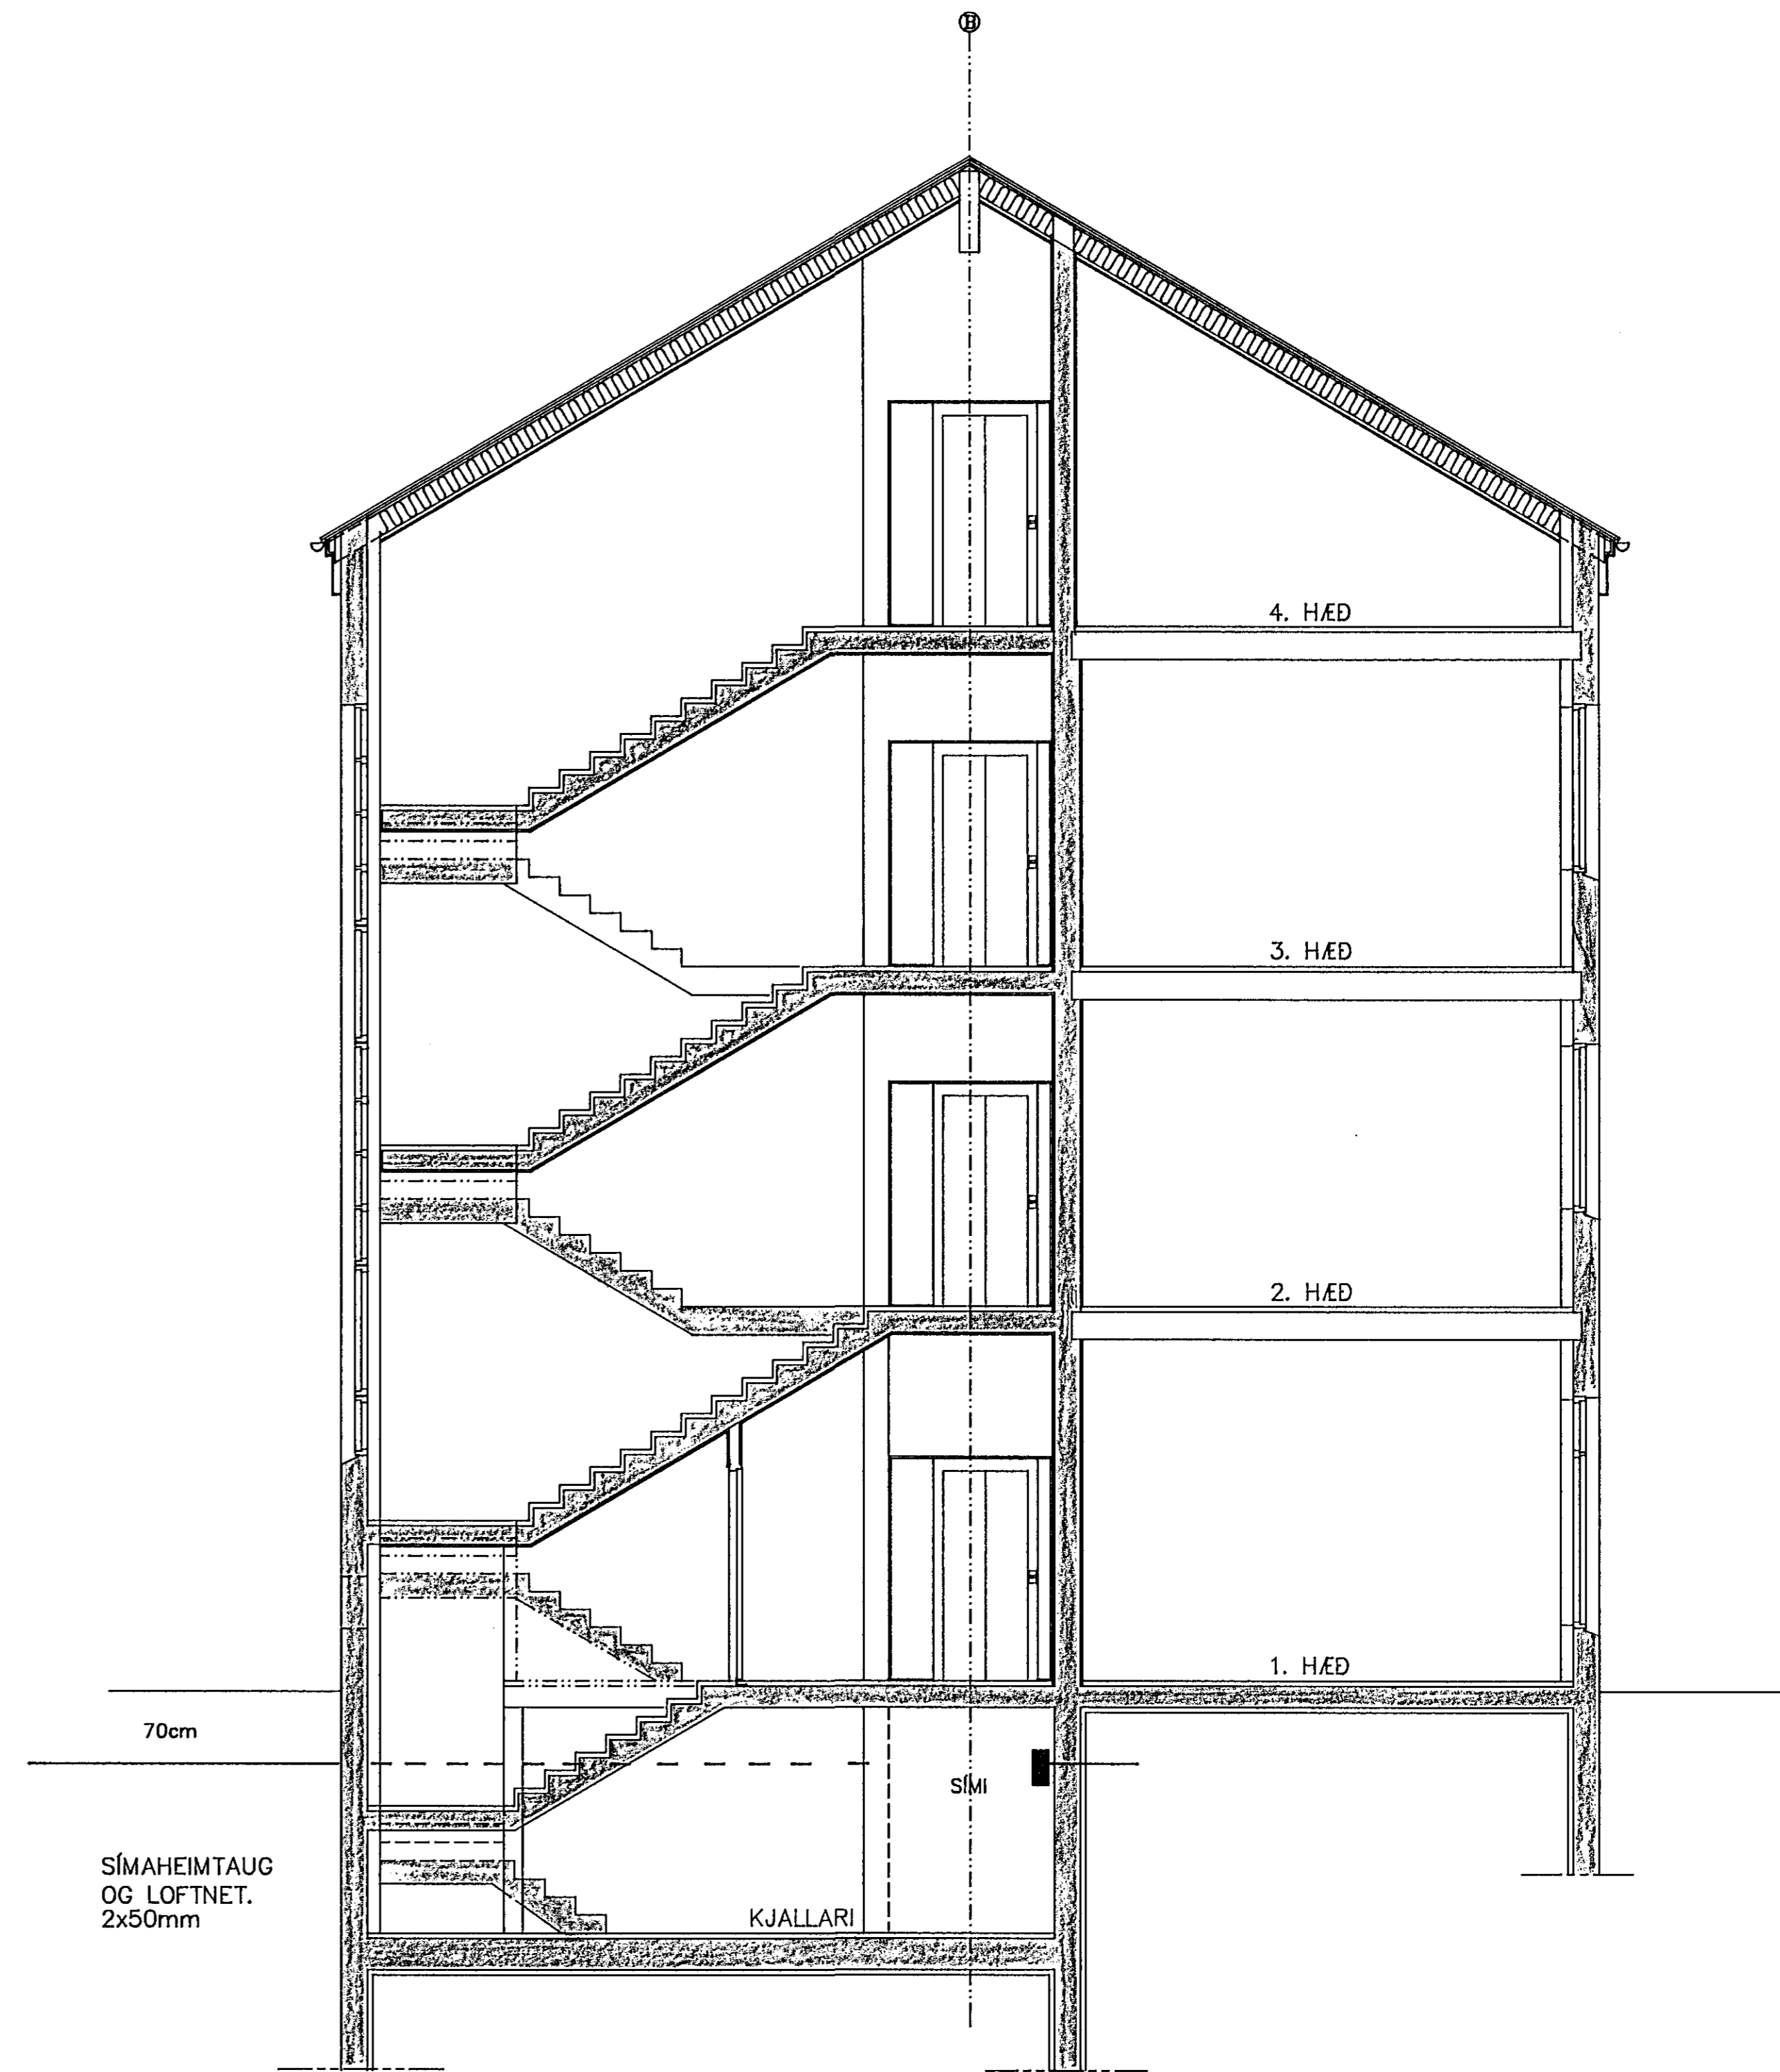 B
4. HÆÐ
3. HÆÐ
2. HÆÐ
1. HÆÐ
70cm
SÍMI
SÍMAHEIMTAUG
OG LOFTNET.
2x50mm
KJALLARI